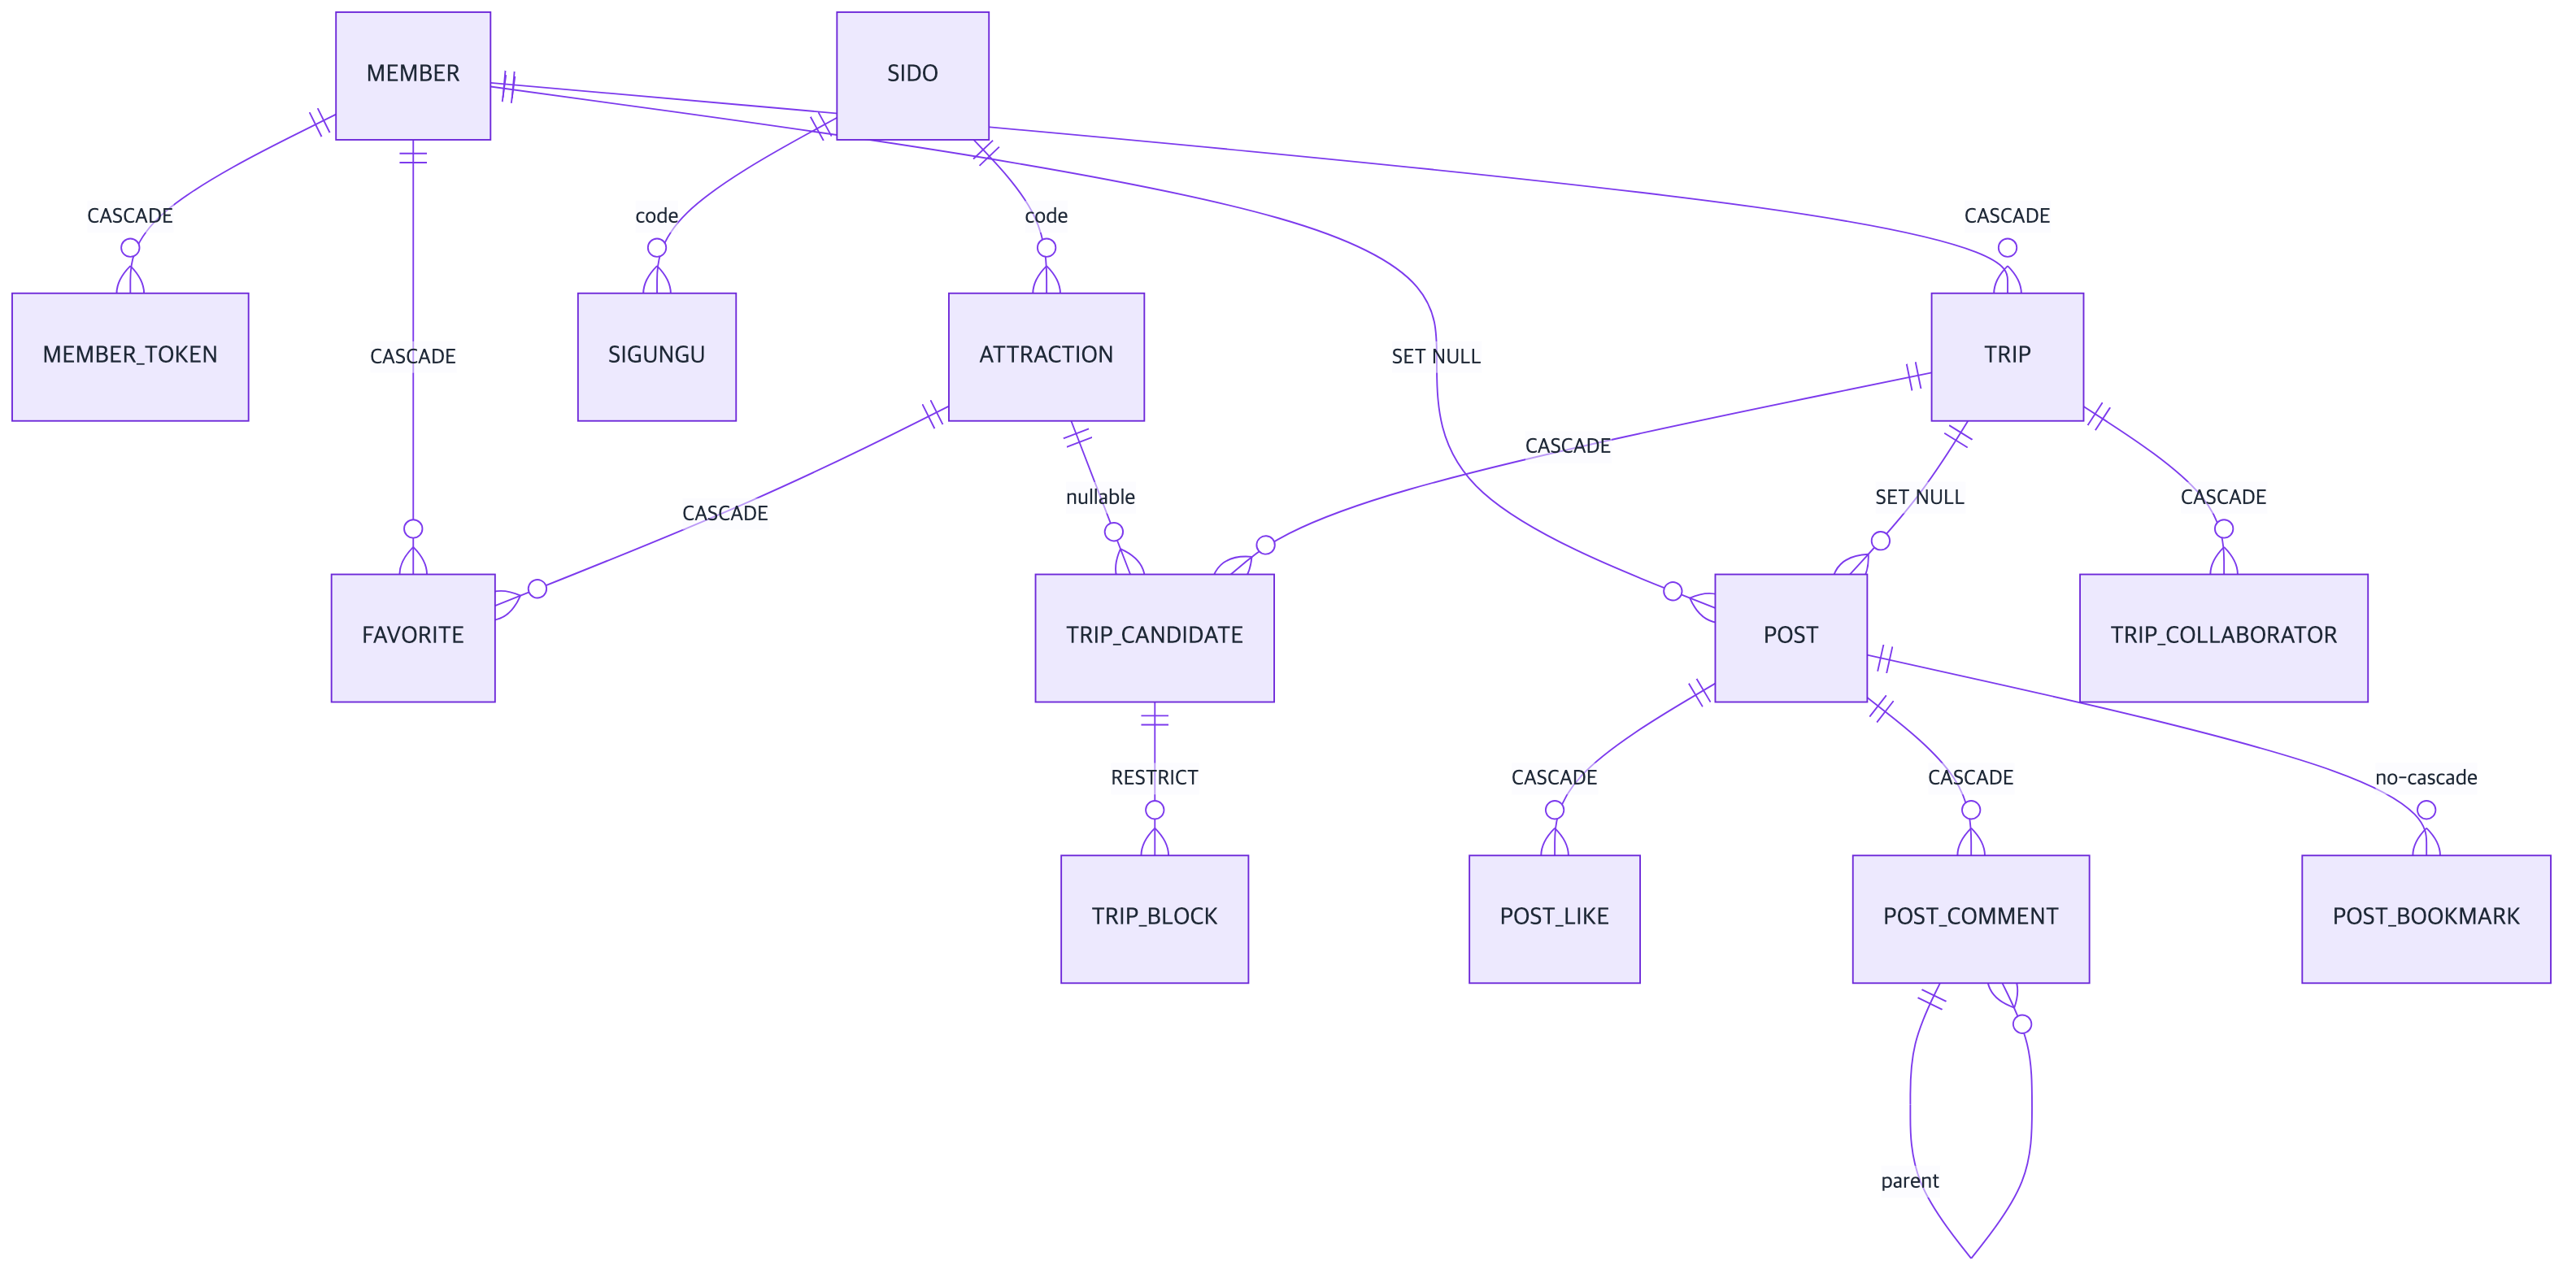 MEMBER
SIDO
CASCADE
code
code
CASCADE
MEMBER_TOKEN
CASCADE
SIGUNGU
ATTRACTION
SET NULL
TRIP
CASCADE
CASCADE
nullable
SET NULL
CASCADE
FAVORITE
TRIP_CANDIDATE
POST
TRIP_COLLABORATOR
RESTRICT
CASCADE
CASCADE
no-cascade
TRIP_BLOCK
POST_LIKE
POST_COMMENT
POST_BOOKMARK
parent